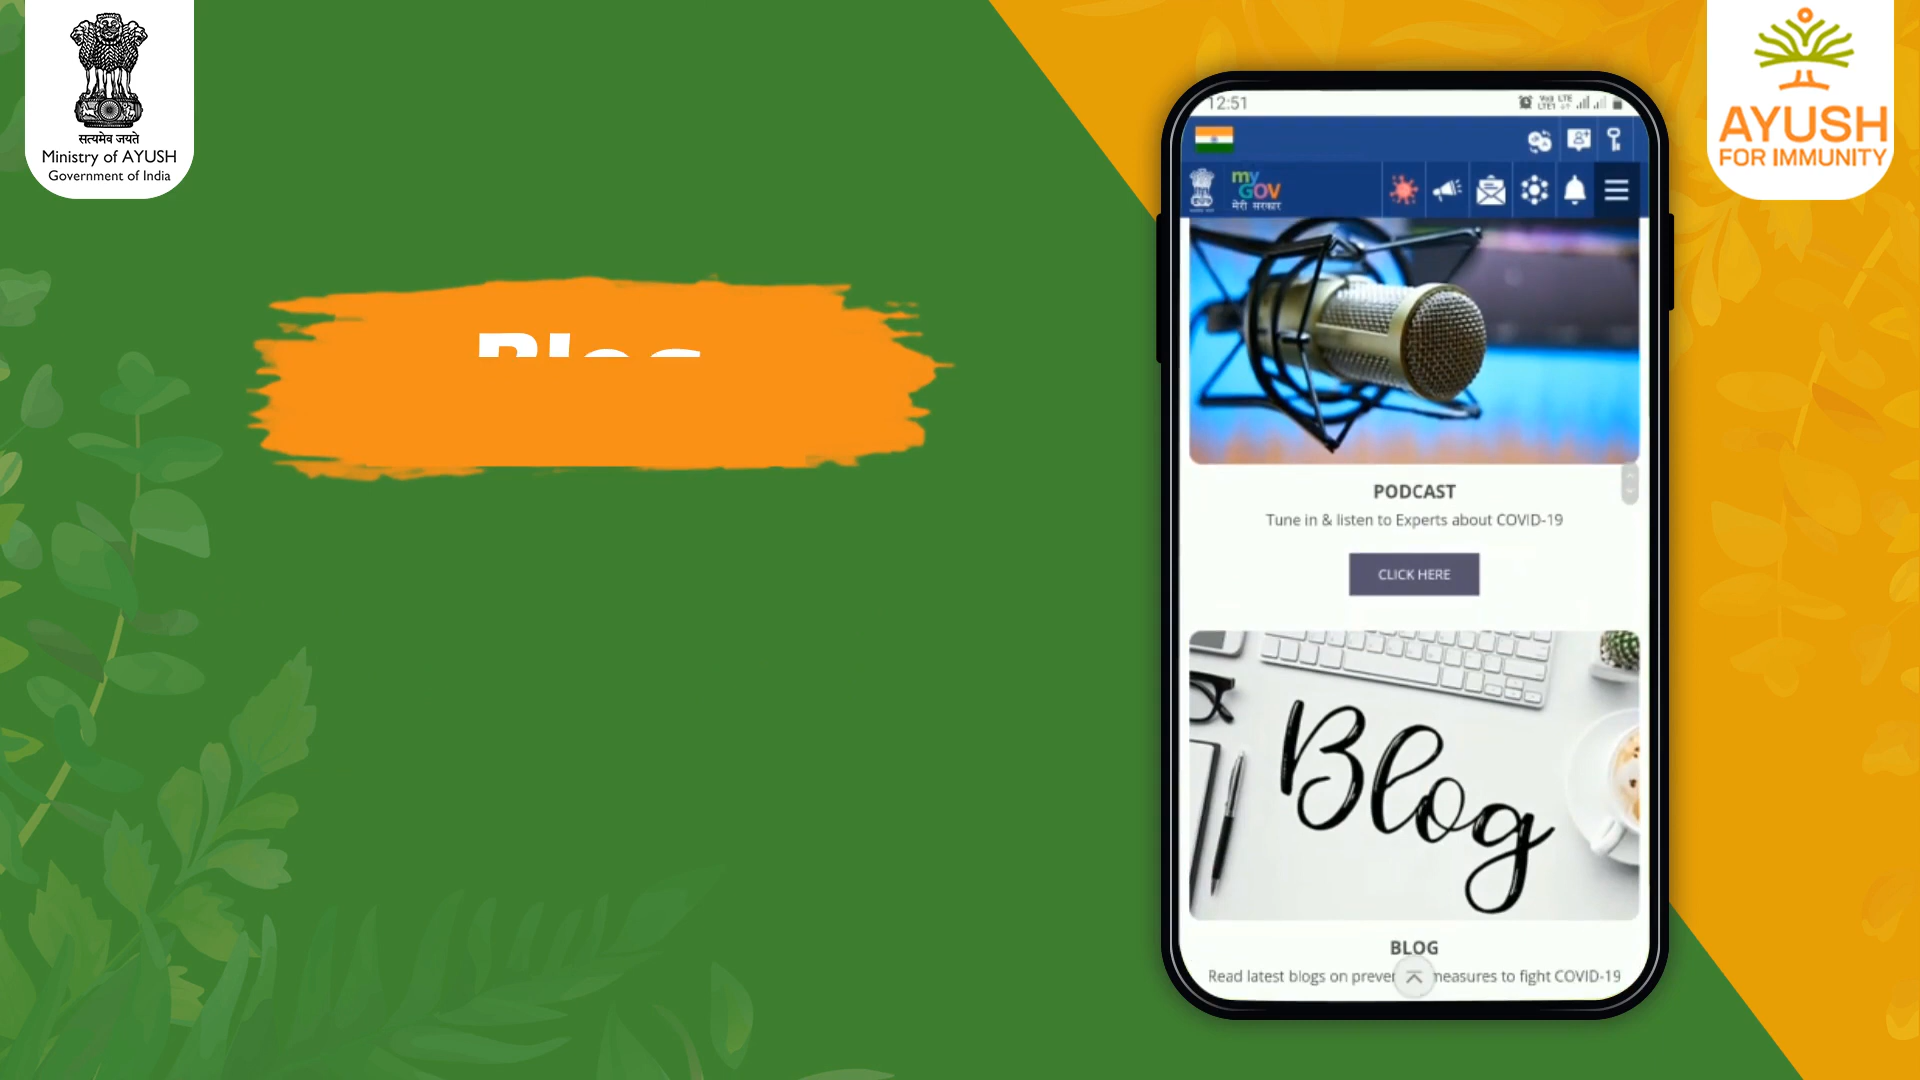 सत्यमेव जयते
Ministry of AYUSH
Government of India
Blog
12:51
my
GOV
मेरी सरकार
PODCAST
Tune in & listen to Experts about COVID-19
CLICK HERE
Blog
BLOG
Read latest blogs on measures to fight COVID-19
AYUSH
FOR IMMUNITY